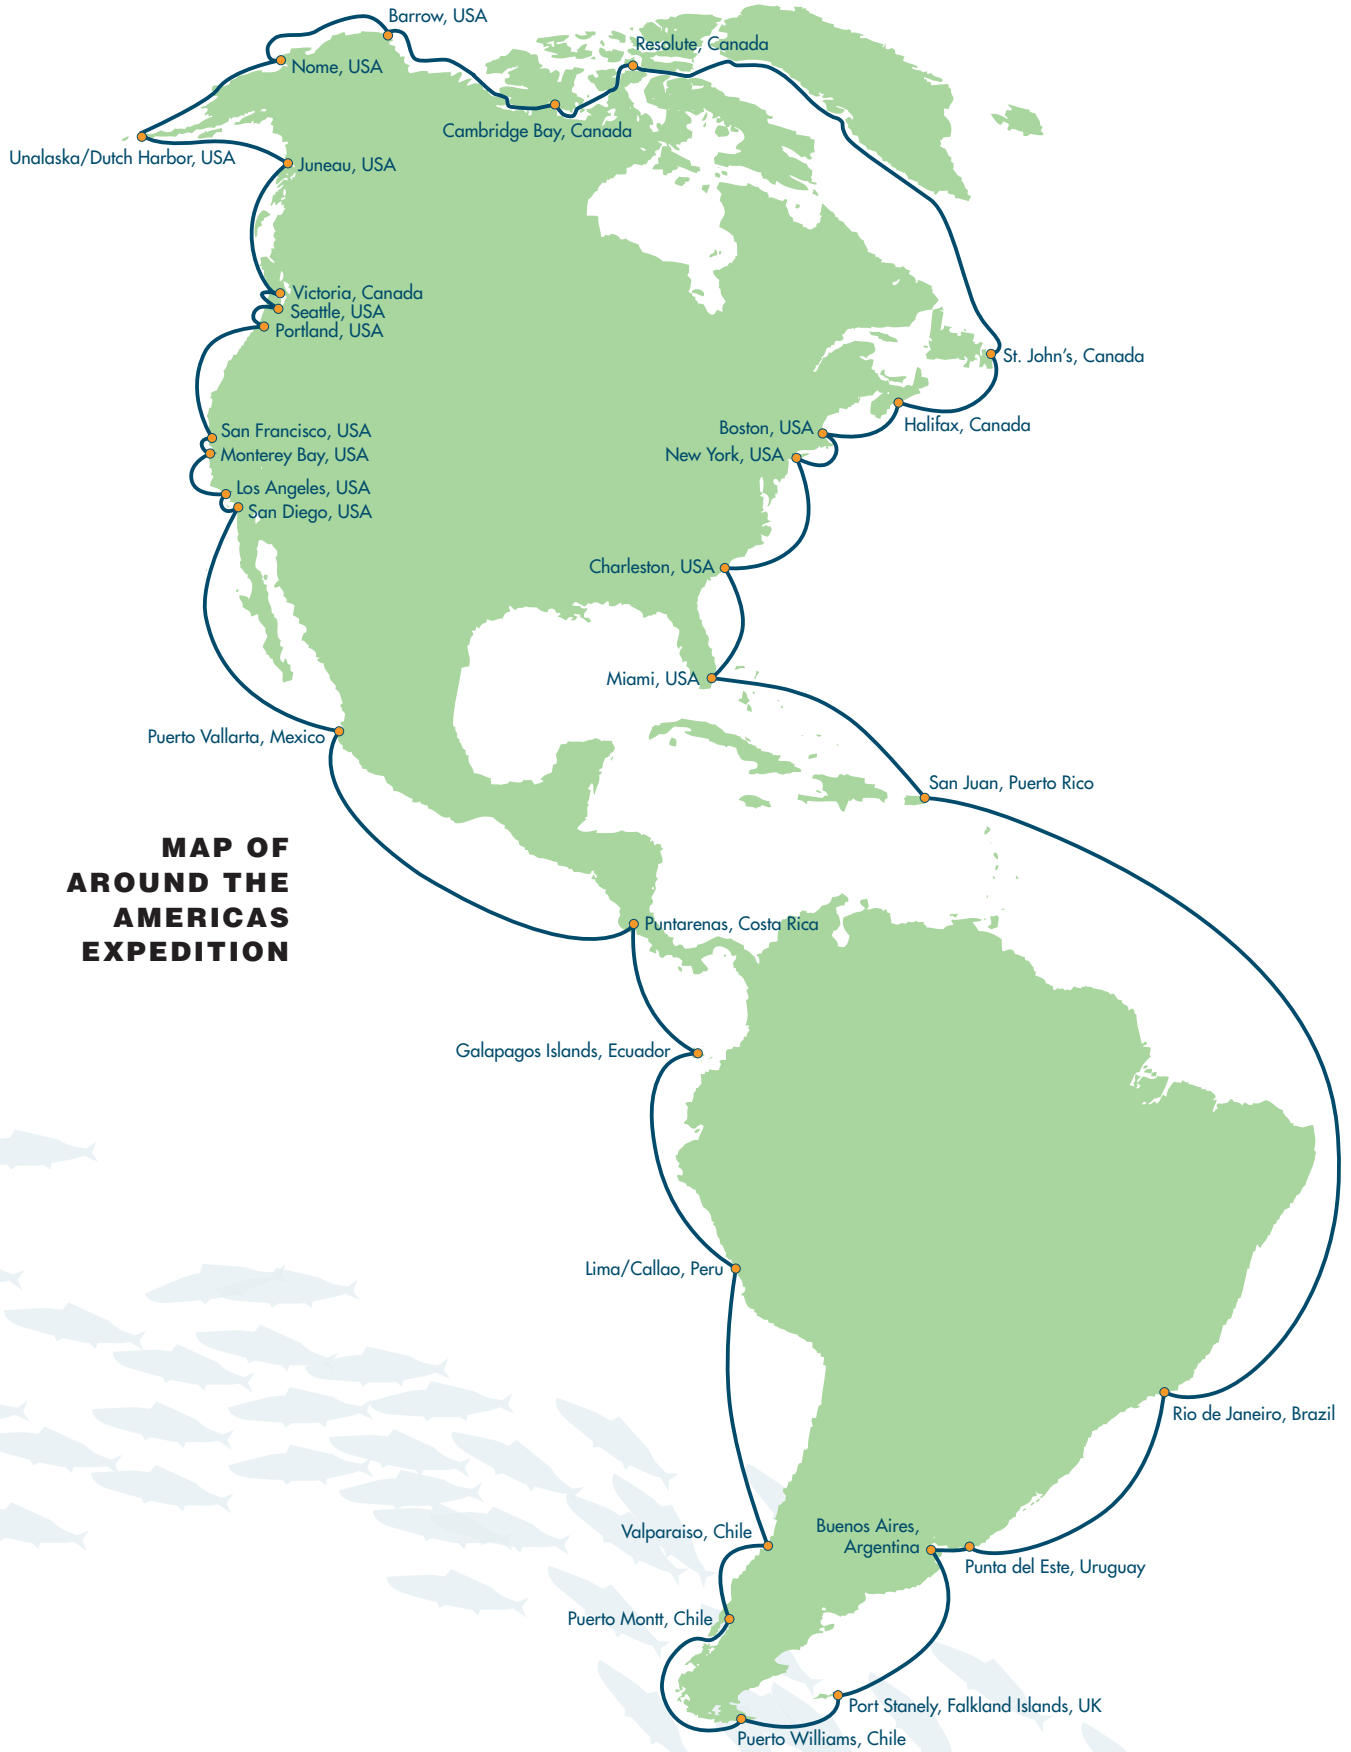 Barrow, USA
Resolute, Canada
Nome, USA
Cambridge Bay, Canada
Unalaska/Dutch Harbor, USA
Juneau, USA
Victoria, Canada
Seattle, USA
Portland, USA
St. John's, Canada
Halifax, Canada
Boston, USA
San Francisco, USA
New York, USA
Monterey Bay, USA
Los Angeles, USA
San Diego, USA
Charleston, USA
Miami, USA
Puerto Vallarta, Mexico
San Juan, Puerto Rico
MAP OF
AROUND THE
AMERICAS
EXPEDITION
Puntarenas, Costa Rica
Galapagos Islands, Ecuador
Lima/Callao, Peru
Rio de Janeiro, Brazil
Valparaiso, Chile
Buenos Aires,
Argentina
Punta del Este, Uruguay
Puerto Montt, Chile
Port Stanely, Falkland Islands, UK
Puerto Williams, Chile